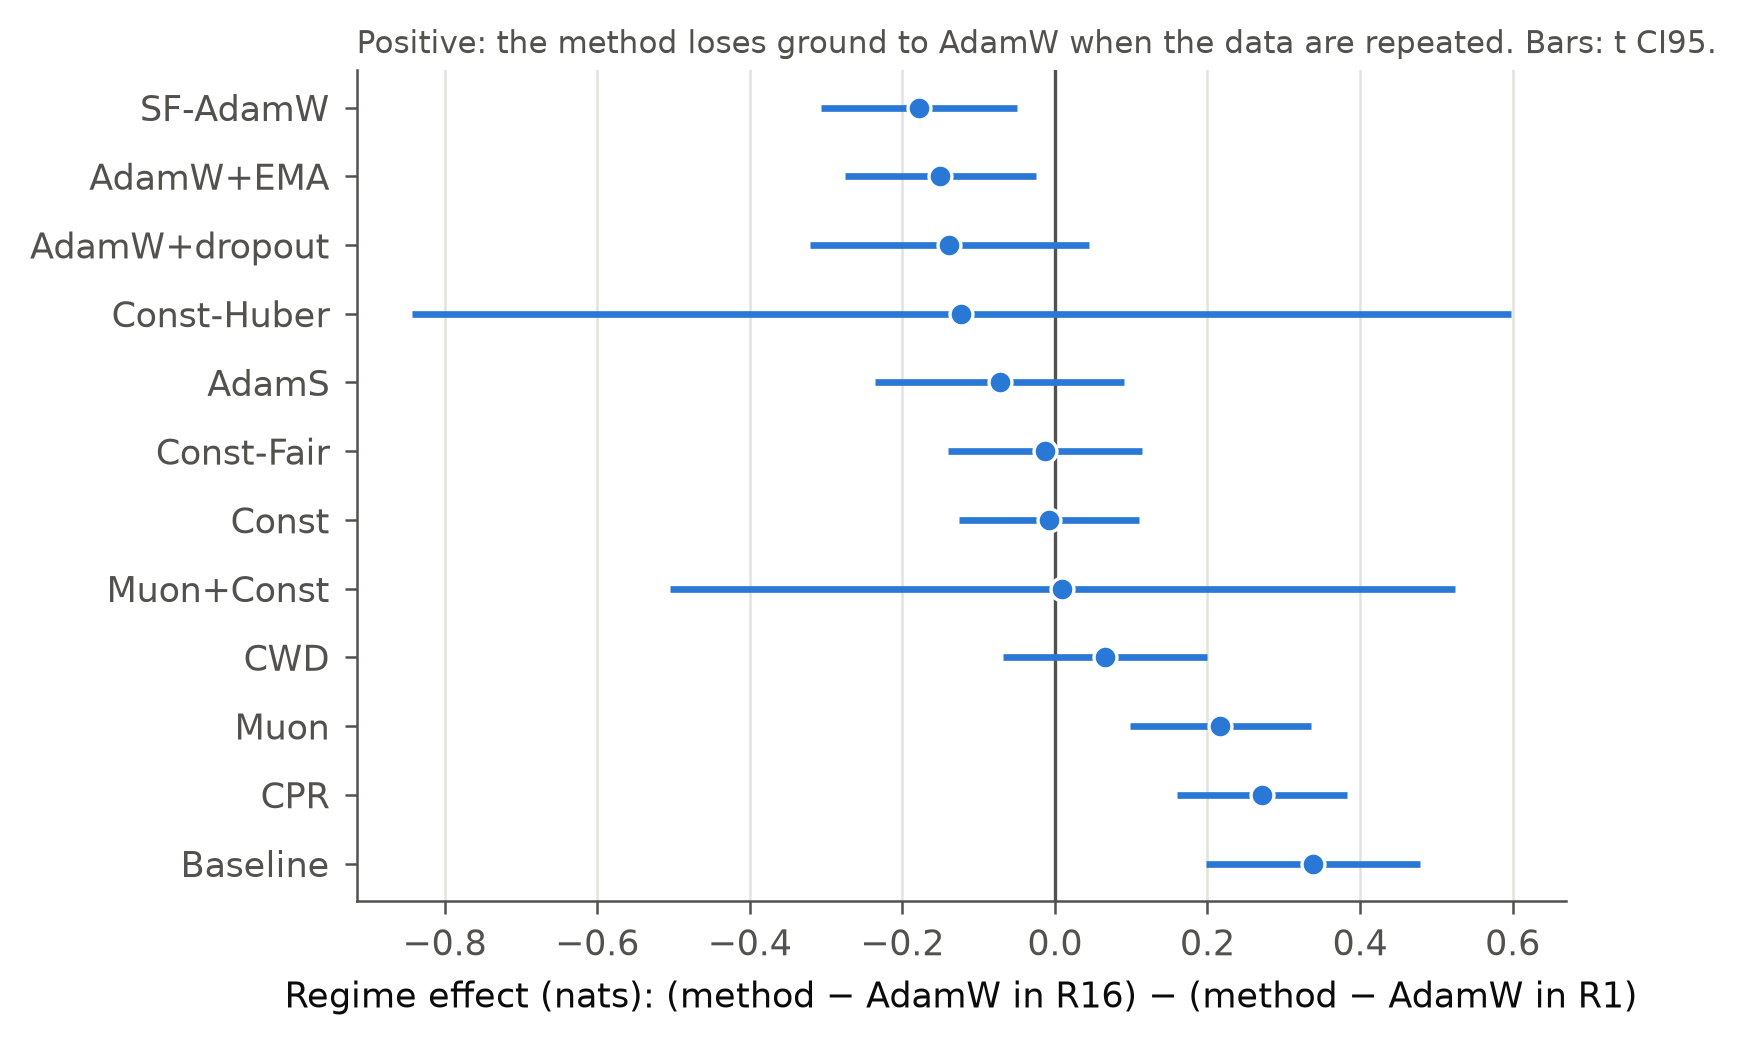 Positive: the method loses ground to AdamW when the data are repeated. Bars: t CI95.
SF-AdamW
AdamW+EMA
AdamW+dropout
Const-Huber
AdamS
Const-Fair
Const
Muon+Const
CWD
Muon
CPR
Baseline
−0.8 −0.6 −0.4 −0.2 0.0 0.2 0.4 0.6
Regime effect (nats): (method − AdamW in R16) − (method − AdamW in R1)